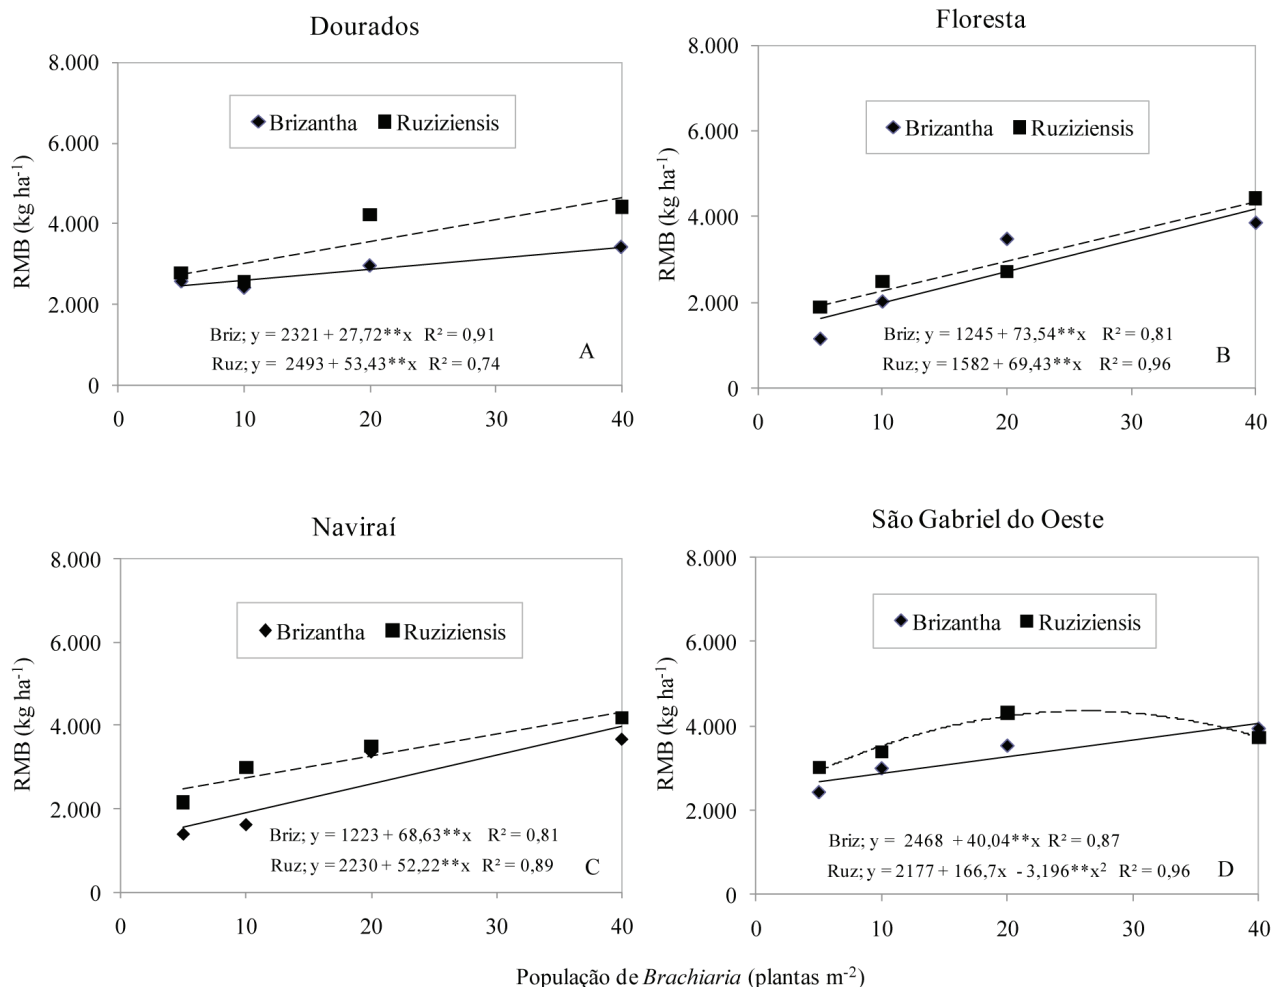 Dourados
8.000
6.000
4.000
2.000
0
RMB (kg ha⁻¹)
Brizantha Ruziziensis
Briz; y = 2321 + 27,72**x R² = 0,91
Ruz; y = 2493 + 53,43**x R² = 0,74
A
0 10 20 30 40
Floresta
8.000
6.000
4.000
2.000
0
RMB (kg ha⁻¹)
Brizantha Ruziziensis
Briz; y = 1245 + 73,54**x R² = 0,81
Ruz; y = 1582 + 69,43**x R² = 0,96
B
0 10 20 30 40
Naviraí
8.000
6.000
4.000
2.000
0
RMB (kg ha⁻¹)
Brizantha Ruziziensis
Briz; y = 1223 + 68,63**x R² = 0,81
Ruz; y = 2230 + 52,22**x R² = 0,89
C
0 10 20 30 40
São Gabriel do Oeste
8.000
6.000
4.000
2.000
0
RMB (kg ha⁻¹)
Brizantha Ruziziensis
Briz; y = 2468 + 40,04**x R² = 0,87
Ruz; y = 2177 + 166,7x - 3,196**x² R² = 0,96
D
0 10 20 30 40
População de Brachiaria (plantas m⁻²)